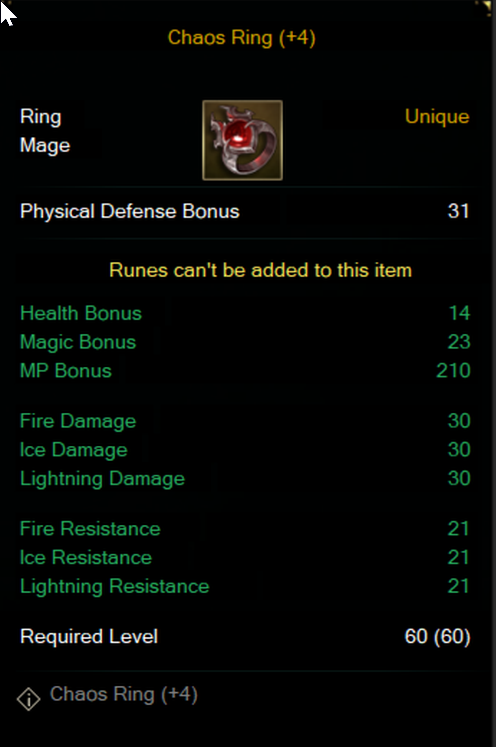 Chaos Ring (+4)
Ring
Unique
Mage
Physical Defense Bonus 31
Runes can't be added to this item
Health Bonus 14
Magic Bonus 23
MP Bonus 210
Fire Damage 30
Ice Damage 30
Lightning Damage 30
Fire Resistance 21
Ice Resistance 21
Lightning Resistance 21
Required Level 60 (60)
Chaos Ring (+4)